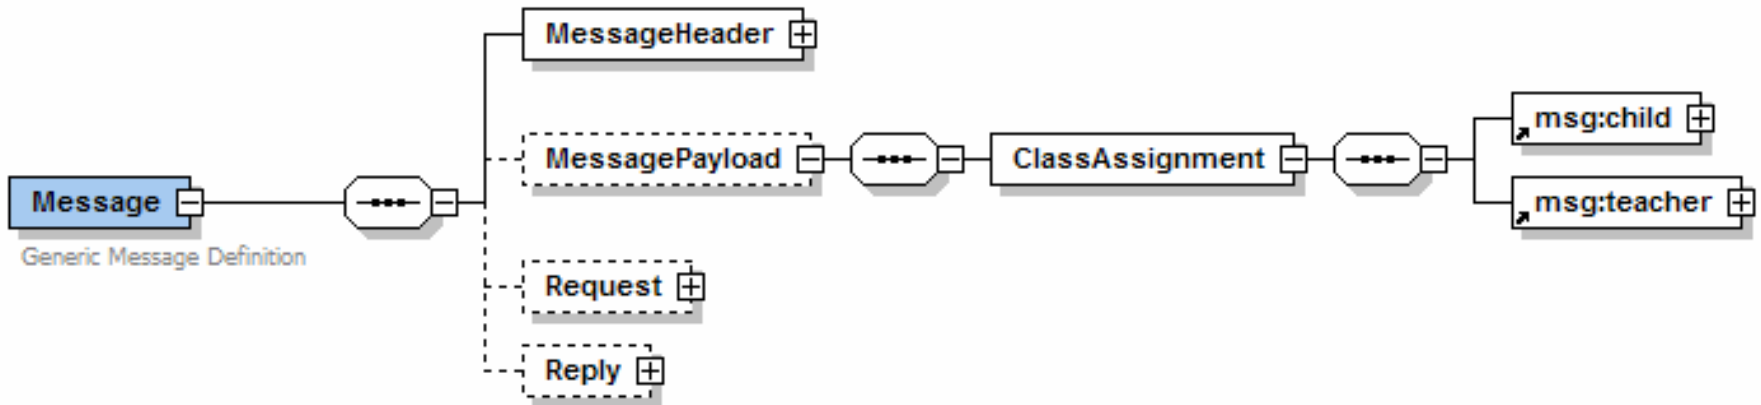 MessageHeader
msg:child
MessagePayload
ClassAssignment
Message
msg:teacher
Generic Message Definition
Request
Reply